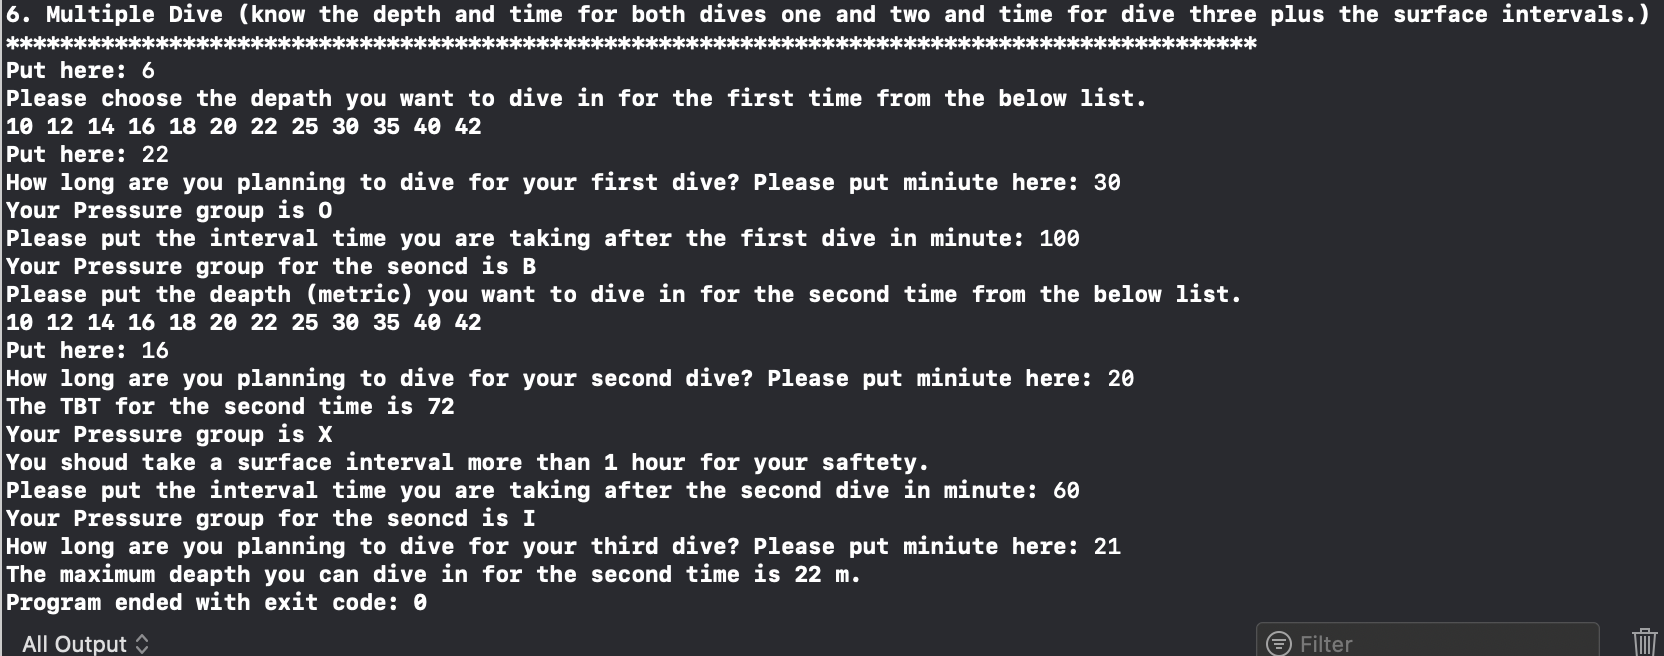 6. Multiple Dive (know the depth and time for both dives one and two and time for dive three plus the surface intervals.)
********************************************************************************************
Put here: 6
Please choose the depath you want to dive in for the first time from the below list.
10 12 14 16 18 20 22 25 30 35 40 42
Put here: 22
How long are you planning to dive for your first dive? Please put miniute here: 30
Your Pressure group is O
Please put the interval time you are taking after the first dive in minute: 100
Your Pressure group for the seoncd is B
Please put the deapth (metric) you want to dive in for the second time from the below list.
10 12 14 16 18 20 22 25 30 35 40 42
Put here: 16
How long are you planning to dive for your second dive? Please put miniute here: 20
The TBT for the second time is 72
Your Pressure group is X
You shoud take a surface interval more than 1 hour for your saftety.
Please put the interval time you are taking after the second dive in minute: 60
Your Pressure group for the seoncd is I
How long are you planning to dive for your third dive? Please put miniute here: 21
The maximum deapth you can dive in for the second time is 22 m.
Program ended with exit code: 0
All Output
Filter